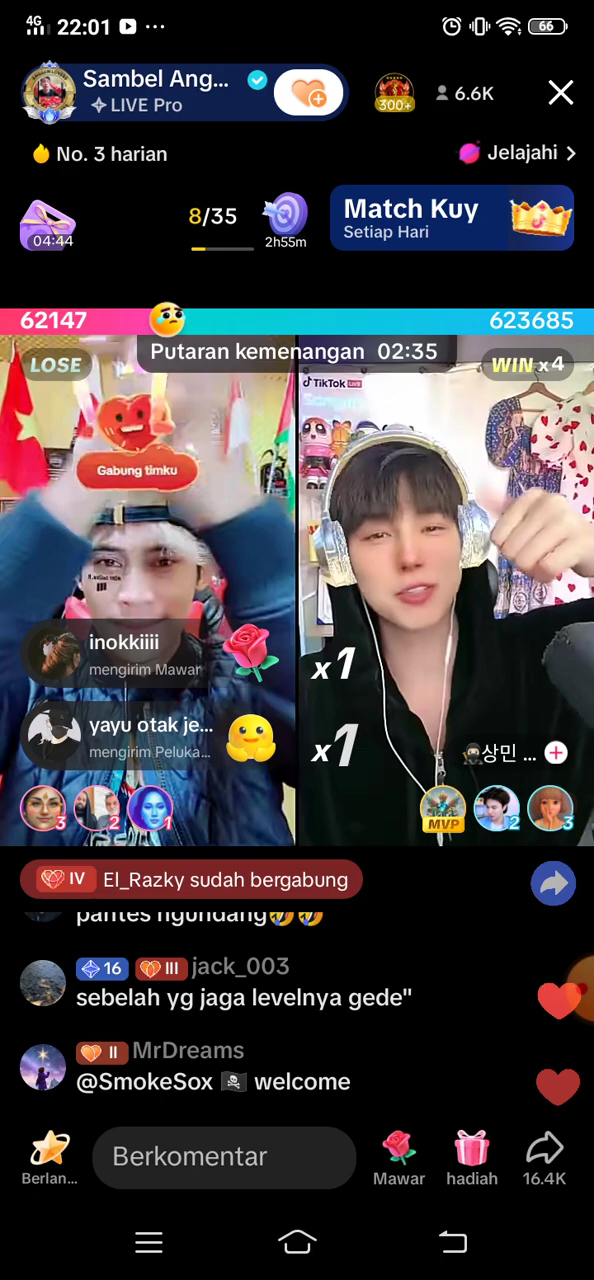 4G 22:01 ...
66
Sambel Ang...
LIVE Pro
300+
6.6K
No. 3 harian
Jelajahi >
04:44
8/35
2h55m
Match Kuy
Setiap Hari
62147
623685
LOSE
Putaran kemenangan 02:35
WIN x4
TikTok LIVE
Gabung timku
inokkiiii
mengirim Mawar
x1
yayu otak je...
mengirim Peluka...
x1
상민 ...
3
2
1
MVP
2
3
IV El_Razky sudah bergabung
pantes ngundang🤣🤣
16 III jack_003
sebelah yg jaga levelnya gede"
II MrDreams
@SmokeSox 🏴‍☠️ welcome
Berlan...
Berkomentar
Mawar
hadiah
16.4K